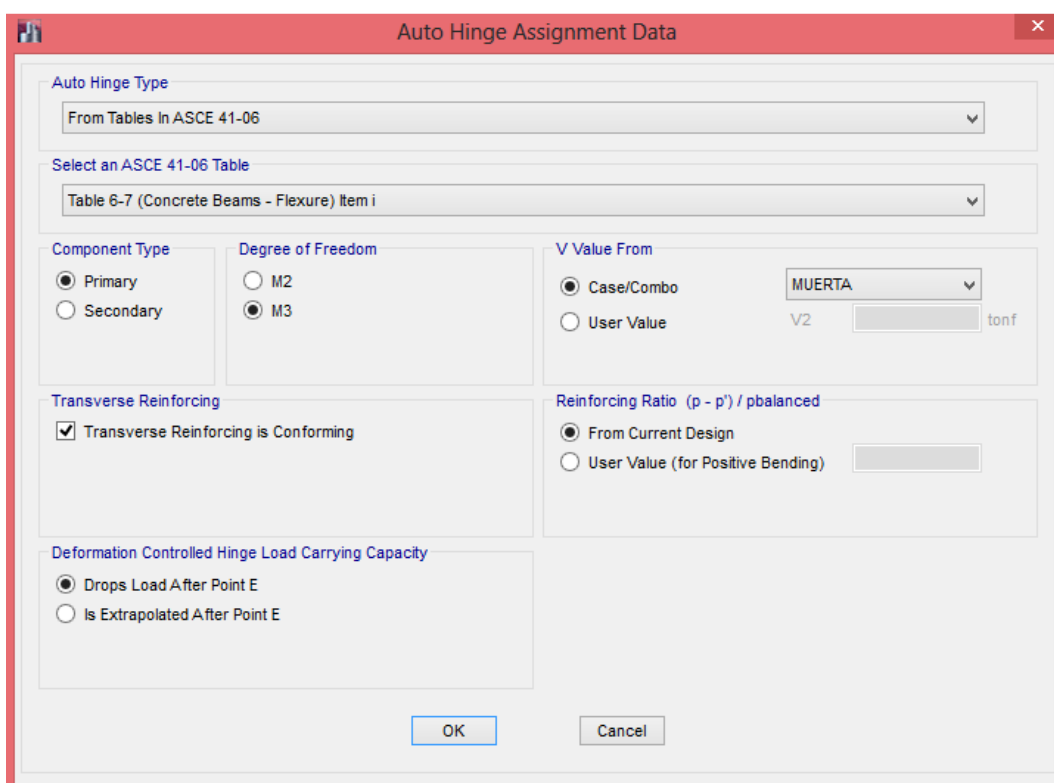 Auto Hinge Assignment Data
Auto Hinge Type
From Tables In ASCE 41-06
Select an ASCE 41-06 Table
Table 6-7 (Concrete Beams - Flexure) Item i
Component Type
Primary
Secondary
Degree of Freedom
M2
M3
V Value From
Case/Combo MUERTA
User Value V2 tonf
Transverse Reinforcing
Transverse Reinforcing is Conforming
Reinforcing Ratio (p - p') / pbalanced
From Current Design
User Value (for Positive Bending)
Deformation Controlled Hinge Load Carrying Capacity
Drops Load After Point E
Is Extrapolated After Point E
OK Cancel